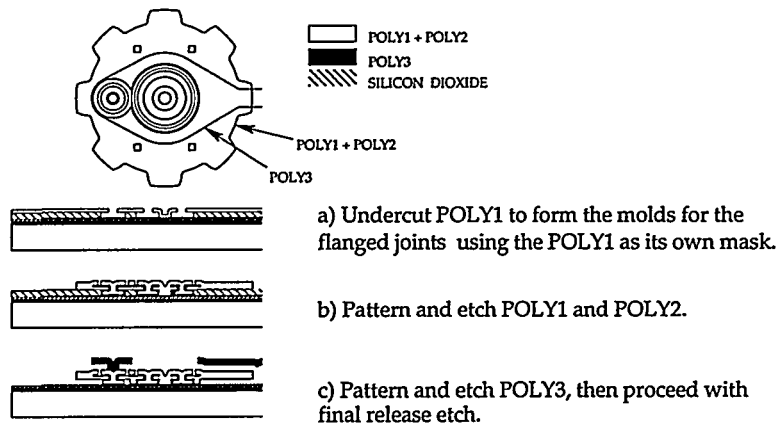 POLY1 + POLY2
POLY3
SILICON DIOXIDE
POLY1 + POLY2
POLY3
a) Undercut POLY1 to form the molds for the
flanged joints using the POLY1 as its own mask.
b) Pattern and etch POLY1 and POLY2.
c) Pattern and etch POLY3, then proceed with
final release etch.